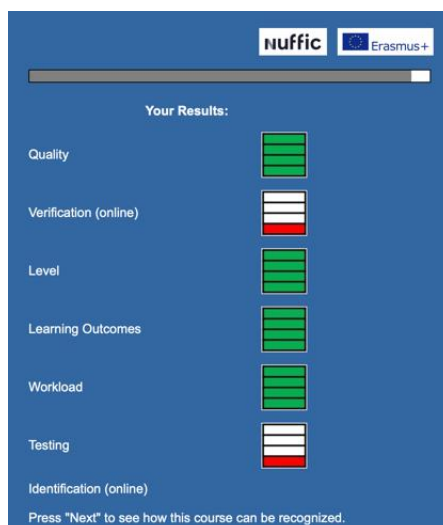 Nuffic
Erasmus+
Your Results:
Quality
Verification (online)
Level
Learning Outcomes
Workload
Testing
Identification (online)
Press "Next" to see how this course can be recognized.